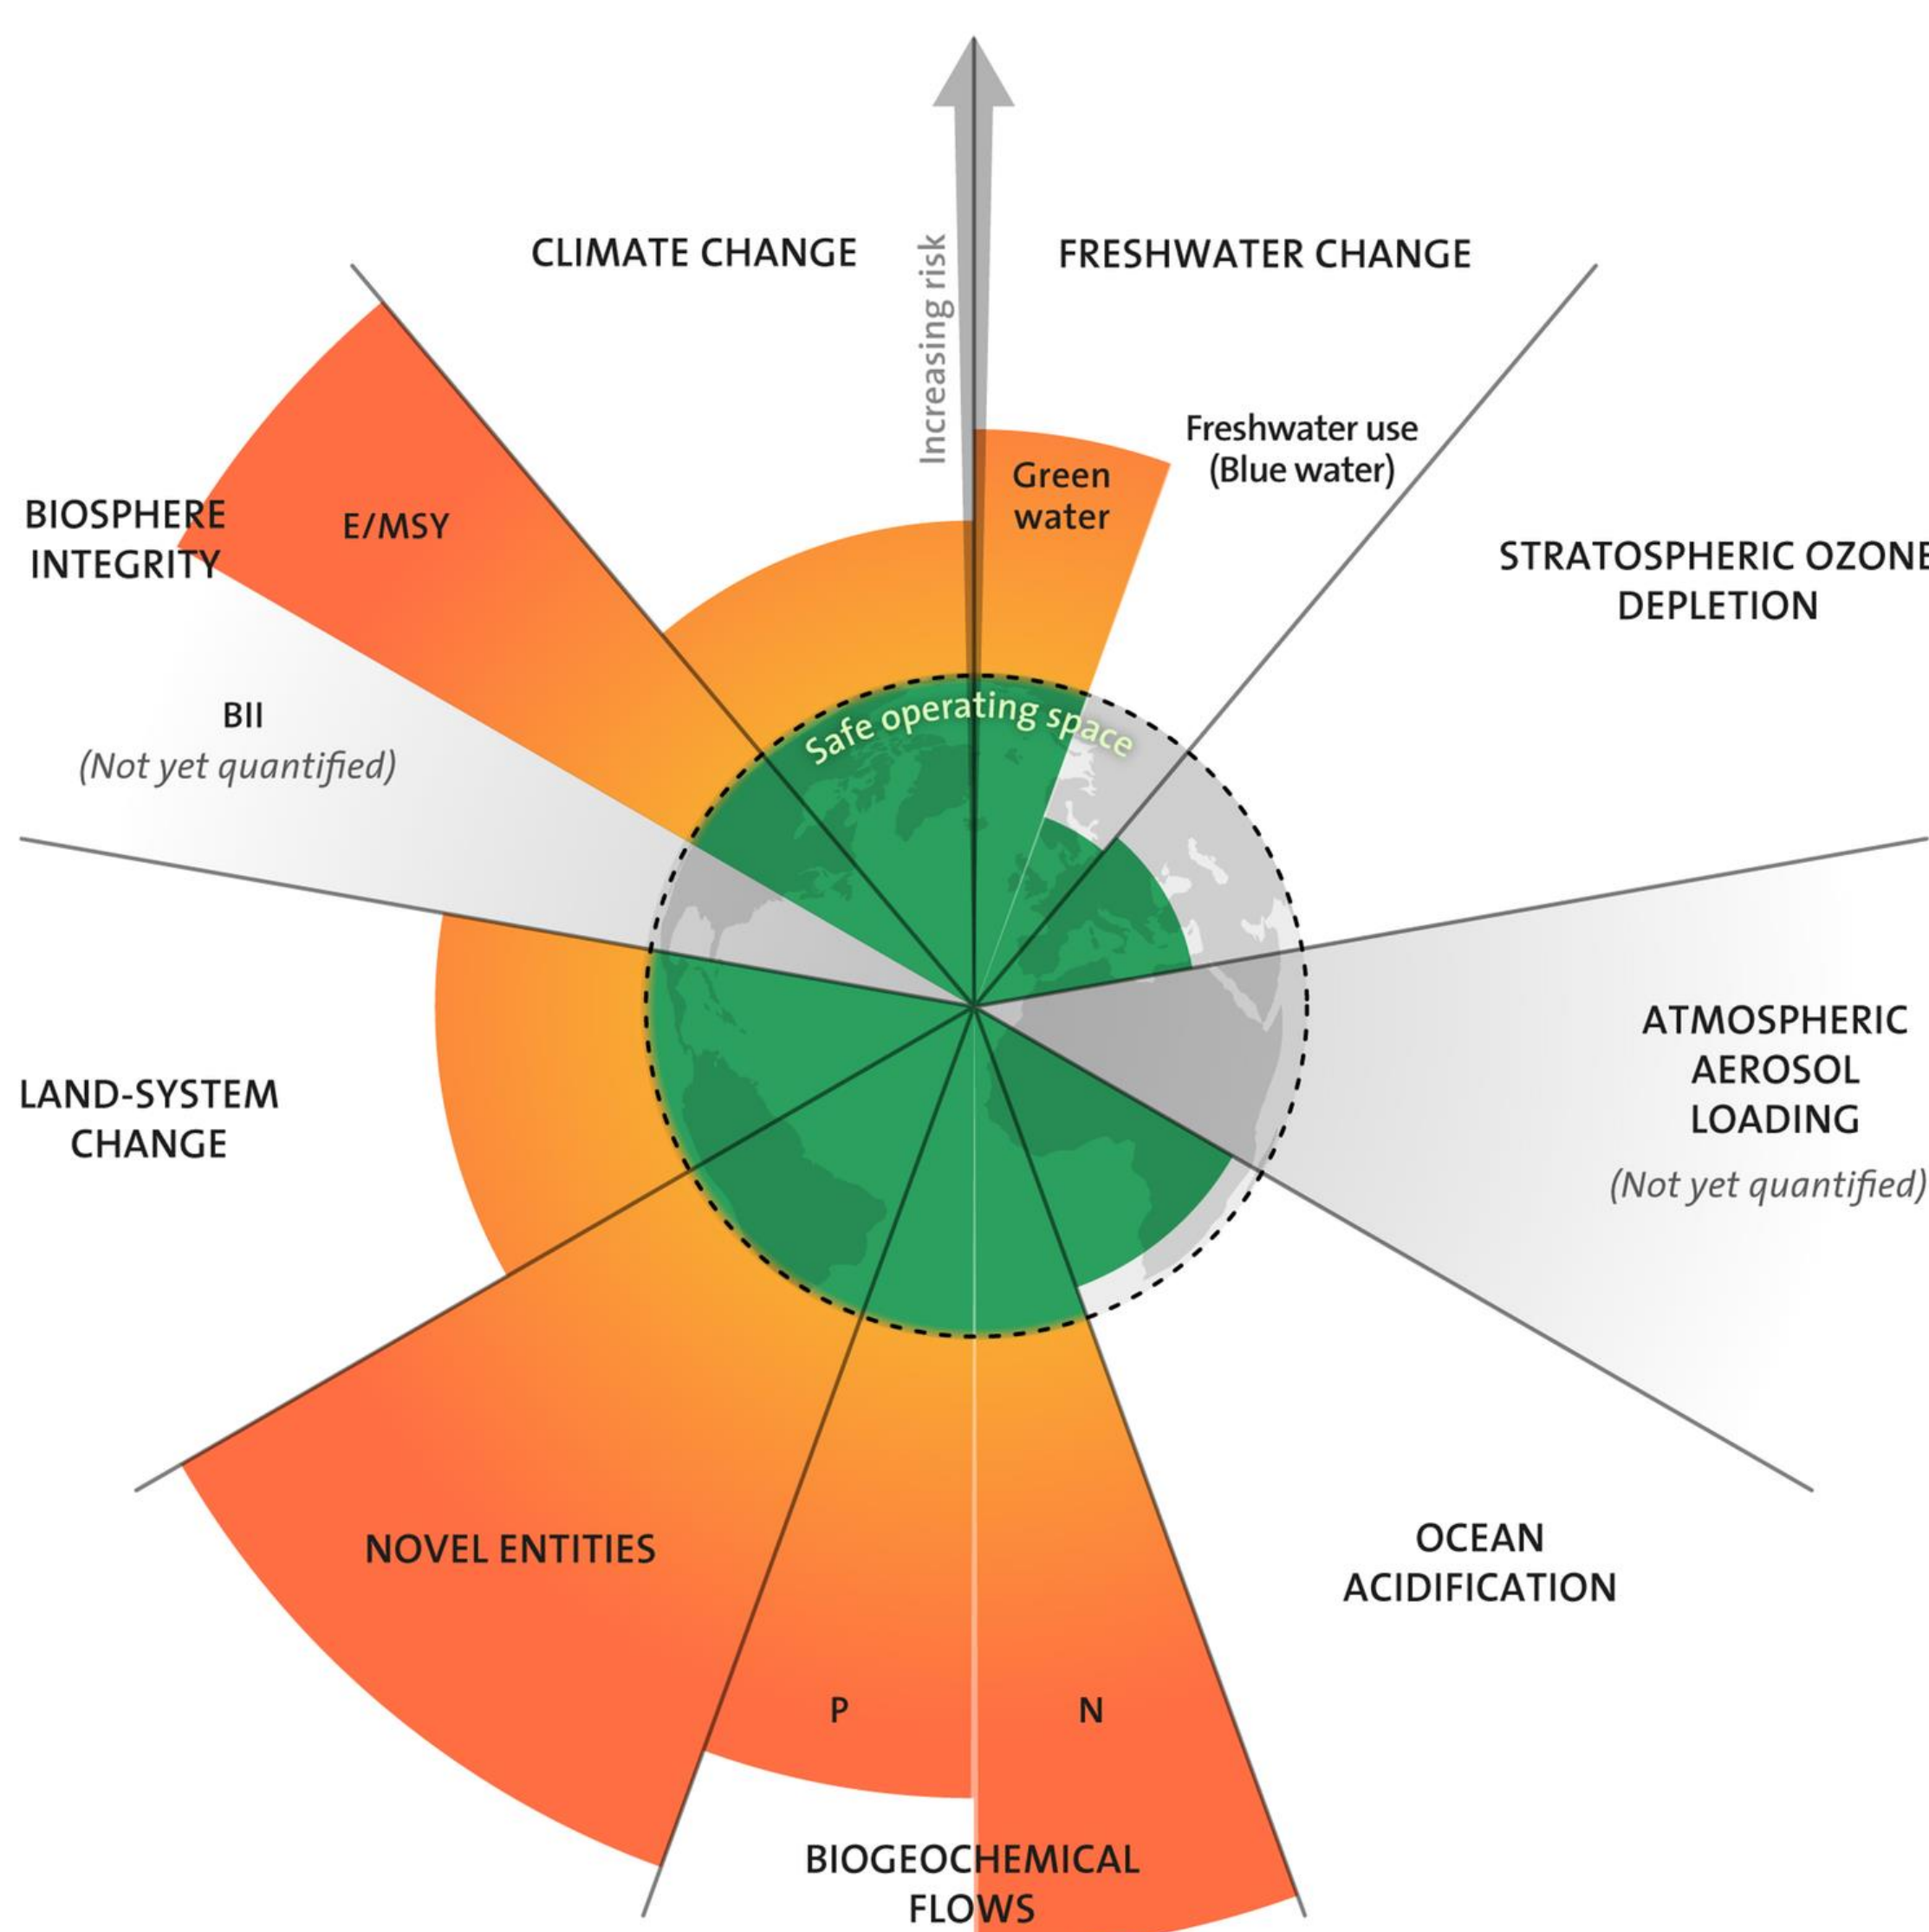 CLIMATE CHANGE
FRESHWATER CHANGE
Increasing risk
Freshwater use
(Blue water)
Green
water
BIOSPHERE
INTEGRITY
E/MSY
STRATOSPHERIC OZONE
DEPLETION
BII
(Not yet quantified)
Safe operating space
ATMOSPHERIC
AEROSOL
LOADING
(Not yet quantified)
LAND-SYSTEM
CHANGE
NOVEL ENTITIES
OCEAN
ACIDIFICATION
P
N
BIOGEOCHEMICAL
FLOWS